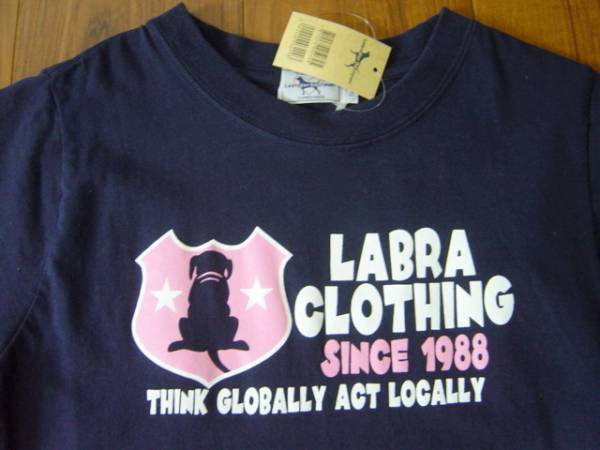 LABRA
CLOTHING
SINCE 1988
THINK GLOBALLY ACT LOCALLY